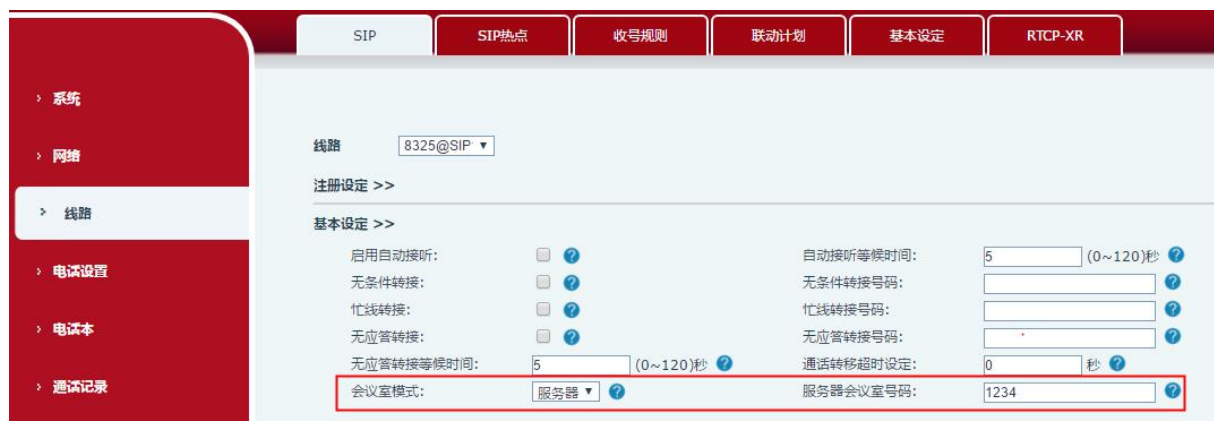 SIP SIP热点 收号规则 联动计划 基本设定 RTCP-XR
› 系统
› 网络
› 线路
› 电话设置
› 电话本
› 通话记录
线路 8325@SIP
注册设定 >>
基本设定 >>
启用自动接听: 自动接听等候时间: 5 (0~120)秒
无条件转接: 无条件转接号码:
忙线转接: 忙线转接号码:
无应答转接: 无应答转接号码:
无应答转接等候时间: 5 (0~120)秒 通话转移超时设定: 0 秒
会议室模式: 服务器 服务器会议室号码: 1234